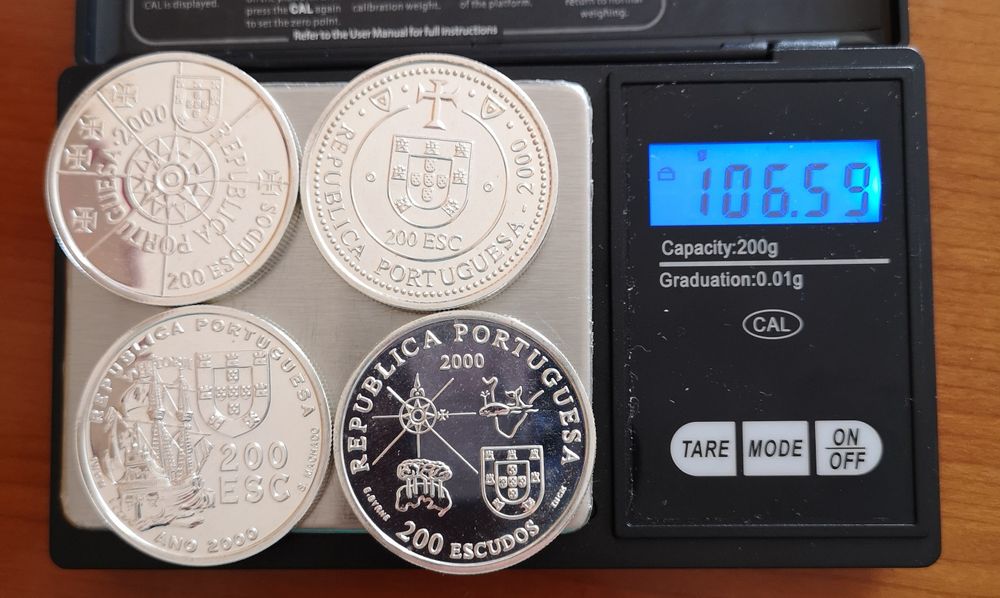 CAL is displayed.
press the CAL again
to set the zero point.
calibration weight.
of the platform.
return to normal
weighing.
Refer to the User Manual for full instructions
REPUBLICA PORTUGUESA·2000
200 ESCUDOS
REPUBLICA PORTUGUESA - 2000
200 ESC
g
106.59
Capacity:200g
Graduation:0.01g
CAL
TARE
MODE
ON
OFF
REPUBLICA PORTUGUESA
200
ESC
ANO 2000
S. MACHADO
REPUBLICA PORTUGUESA
2000
200 ESCUDOS
E·BYRNE
INCM